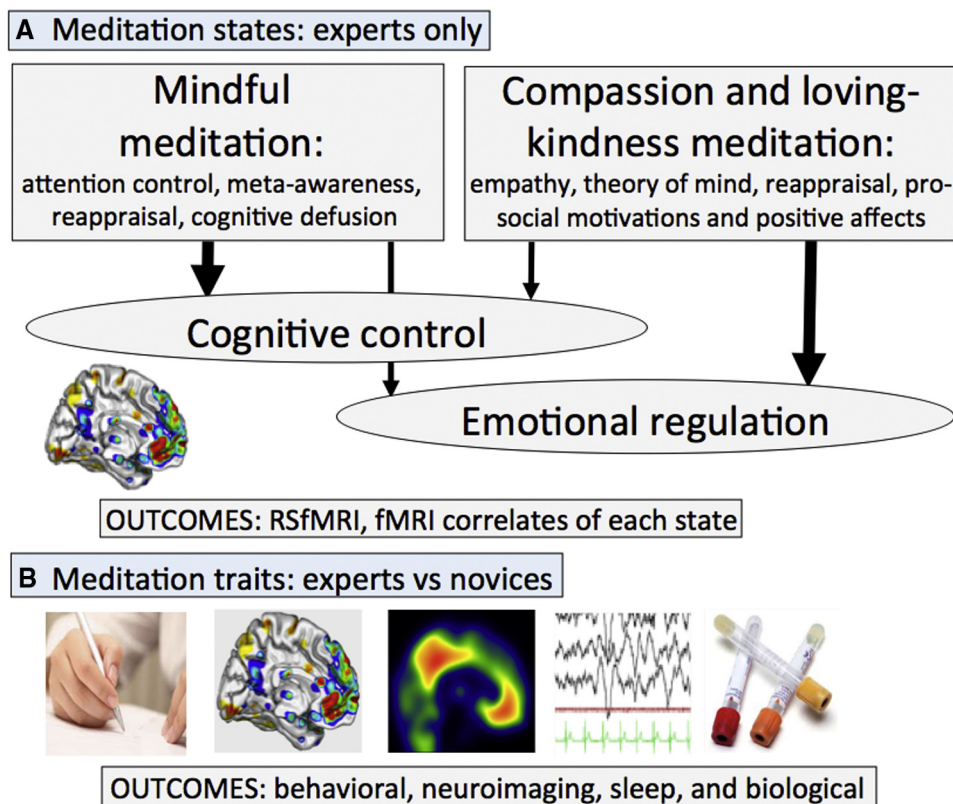 A Meditation states: experts only
Mindful
meditation:
attention control, meta-awareness,
reappraisal, cognitive defusion
Compassion and loving-
kindness meditation:
empathy, theory of mind, reappraisal, pro-
social motivations and positive affects
Cognitive control
Emotional regulation
OUTCOMES: RSfMRI, fMRI correlates of each state
B Meditation traits: experts vs novices
OUTCOMES: behavioral, neuroimaging, sleep, and biological